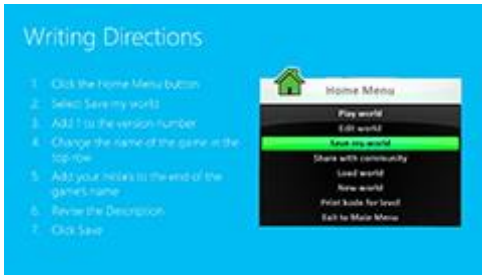 Writing Directions
1. Click the Home Menu button
2. Select Save my world
3. Add 1 to the version number
4. Change the name of the game in the
top row
5. Add your initials to the end of the
game's name
6. Revise the Description
7. Click Save
Home Menu
Play world
Edit world
Save my world
Share with community
Load world
New world
Print kode for level
Exit to Main Menu